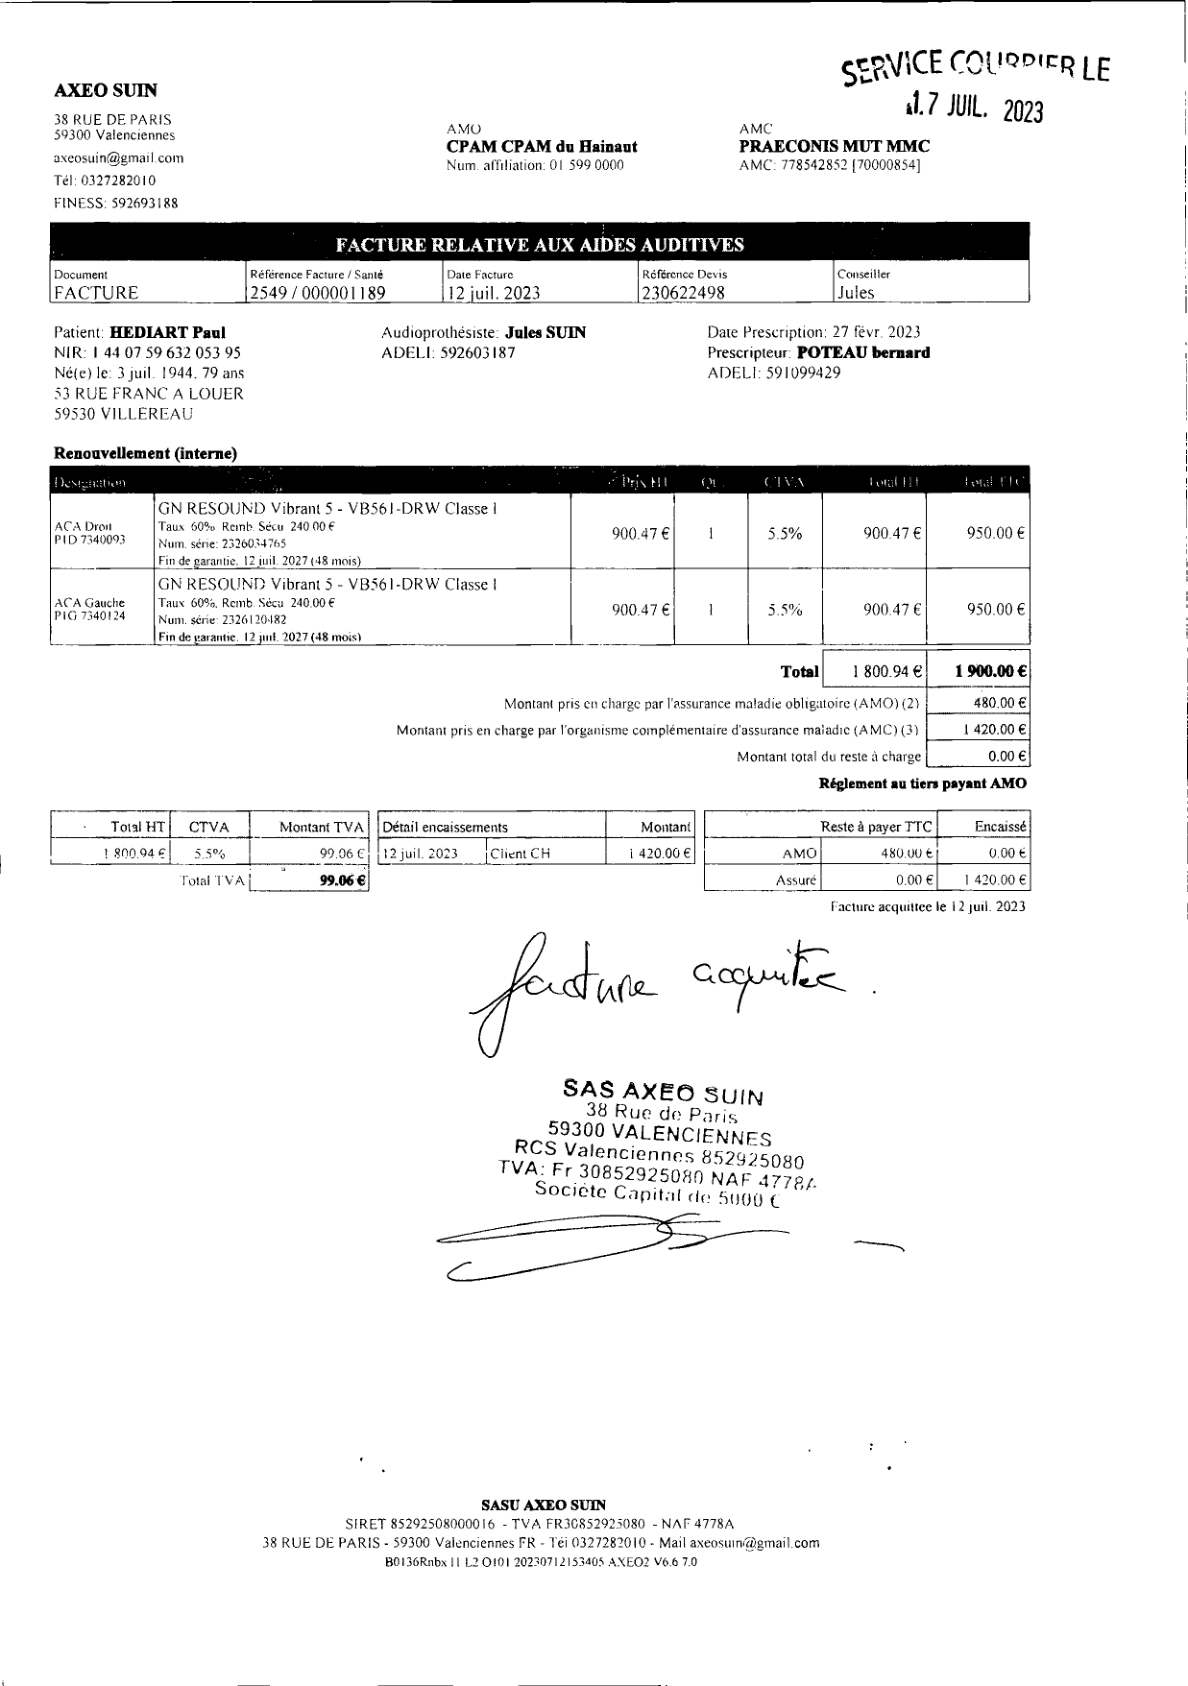 SERVICE COURRIER LE
17 JUIL. 2023
AXEO SUIN
38 RUE DE PARIS
59300 Valenciennes
axeosuin@gmail.com
Tél: 0327282010
FINESS: 592693188
AMO
CPAM CPAM du Hainaut
Num. affiliation: 01 599 0000
AMC
PRAECONIS MUT MMC
AMC: 778542852 [70000854]
FACTURE RELATIVE AUX AIDES AUDITIVES
Document Référence Facture / Santé Date Facture Référence Devis Conseiller
FACTURE 2549 / 000001189 12 juil. 2023 230622498 Jules
Patient: HEDIART Paul
NIR: 1 44 07 59 632 053 95
Né(e) le: 3 juil. 1944. 79 ans
53 RUE FRANC A LOUER
59530 VILLEREAU
Audioprothésiste: Jules SUIN
ADELI: 592603187
Date Prescription: 27 févr. 2023
Prescripteur: POTEAU bernard
ADELI: 591099429
Renouvellement (interne)
Designation Prix HT Qt. CTVA Total HT Total TTC
ACA Droit
PID 7340093
GN RESOUND Vibrant 5 - VB561-DRW Classe I
Taux 60% Remb. Sécu 240.00 €
Num. série: 2326034765
Fin de garantie. 12 juil. 2027 (48 mois)
900.47 € 1 5.5% 900.47 € 950.00 €
ACA Gauche
PIG 7340124
GN RESOUND Vibrant 5 - VB561-DRW Classe I
Taux 60%. Remb. Sécu 240.00 €
Num. série: 2326120482
Fin de garantie. 12 juil. 2027 (48 mois)
900.47 € 1 5.5% 900.47 € 950.00 €
Total 1 800.94 € 1 900.00 €
Montant pris en charge par l'assurance maladie obligatoire (AMO) (2) 480.00 €
Montant pris en charge par l'organisme complémentaire d'assurance maladie (AMC) (3) 1 420.00 €
Montant total du reste à charge 0.00 €
Réglement au tiers payant AMO
Total HT CTVA Montant TVA
1 800.94 € 5.5% 99.06 €
Total TVA 99.06 €
Détail encaissements Montant
12 juil. 2023 Client CH 1 420.00 €
Reste à payer TTC Encaissé
AMO 480.00 € 0.00 €
Assuré 0.00 € 1 420.00 €
Facture acquittee le 12 juil. 2023
facture acquitée.
SAS AXEO SUIN
38 Rue de Paris
59300 VALENCIENNES
RCS Valenciennes 852925080
TVA: Fr 30852925080 NAF 4778A
Société Capital de 5000 €
SASU AXEO SUIN
SIRET 85292508000016 - TVA FR30852925080 - NAF 4778A
38 RUE DE PARIS - 59300 Valenciennes FR - Tél 0327282010 - Mail axeosuin@gmail.com
B0136Rnbx 11 L2 O101 20230712153405 AXEO2 V6.6 7.0